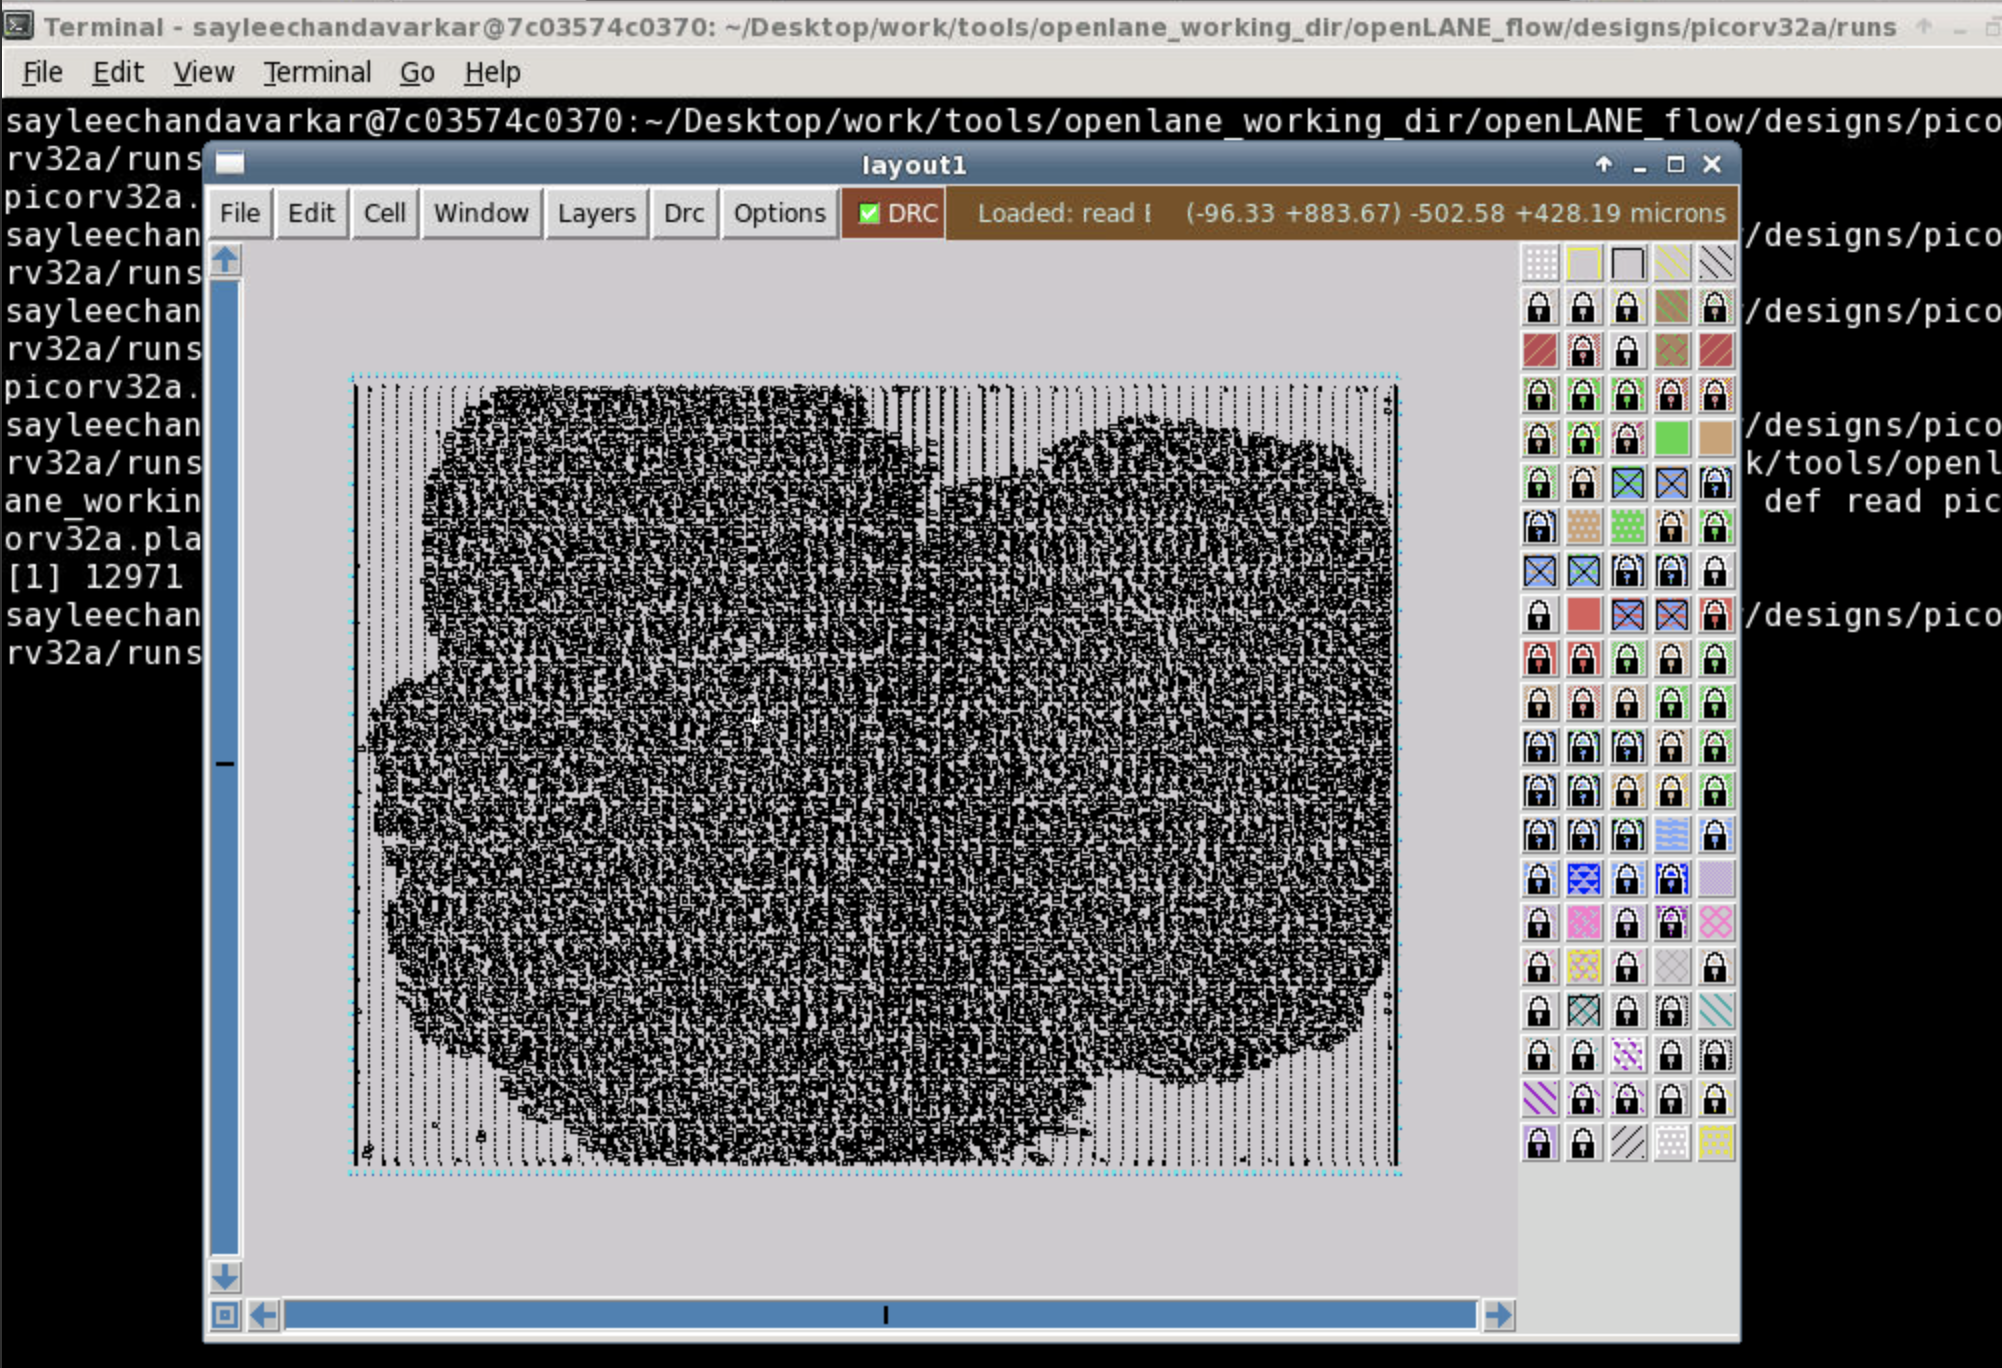 Terminal - sayleechandavarkar@7c03574c0370: ~/Desktop/work/tools/openlane_working_dir/openLANE_flow/designs/picorv32a/runs
File Edit View Terminal Go Help
sayleechandavarkar@7c03574c0370:~/Desktop/work/tools/openlane_working_dir/openLANE_flow/designs/pico
rv32a/runs
layout1
picorv32a.
File Edit Cell Window Layers Drc Options DRC Loaded: read (-96.33 +883.67) -502.58 +428.19 microns
sayleechan /designs/pico
rv32a/runs
sayleechan /designs/pico
rv32a/runs
picorv32a.
sayleechan /designs/pico
rv32a/runs k/tools/openl
ane_workin def read pic
orv32a.pla
[1] 12971
sayleechan /designs/pico
rv32a/runs